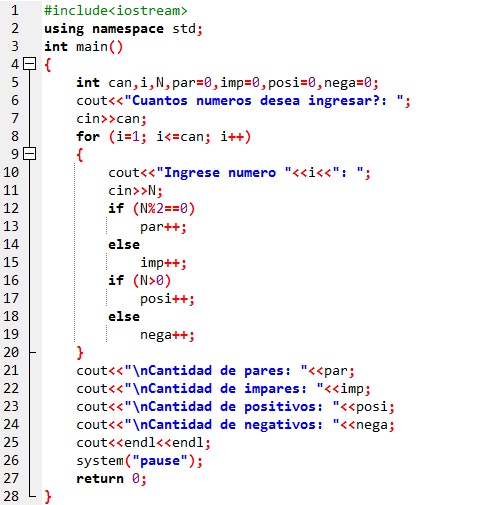 1 #include<iostream>
2 using namespace std;
3 int main()
4 {
5 int can,i,N,par=0,imp=0,posi=0,nega=0;
6 cout<<"Cuantos numeros desea ingresar?: ";
7 cin>>can;
8 for (i=1; i<=can; i++)
9 {
10 cout<<"Ingrese numero "<<i<<": ";
11 cin>>N;
12 if (N%2==0)
13 par++;
14 else
15 imp++;
16 if (N>0)
17 posi++;
18 else
19 nega++;
20 }
21 cout<<"\nCantidad de pares: "<<par;
22 cout<<"\nCantidad de impares: "<<imp;
23 cout<<"\nCantidad de positivos: "<<posi;
24 cout<<"\nCantidad de negativos: "<<nega;
25 cout<<endl<<endl;
26 system("pause");
27 return 0;
28 }